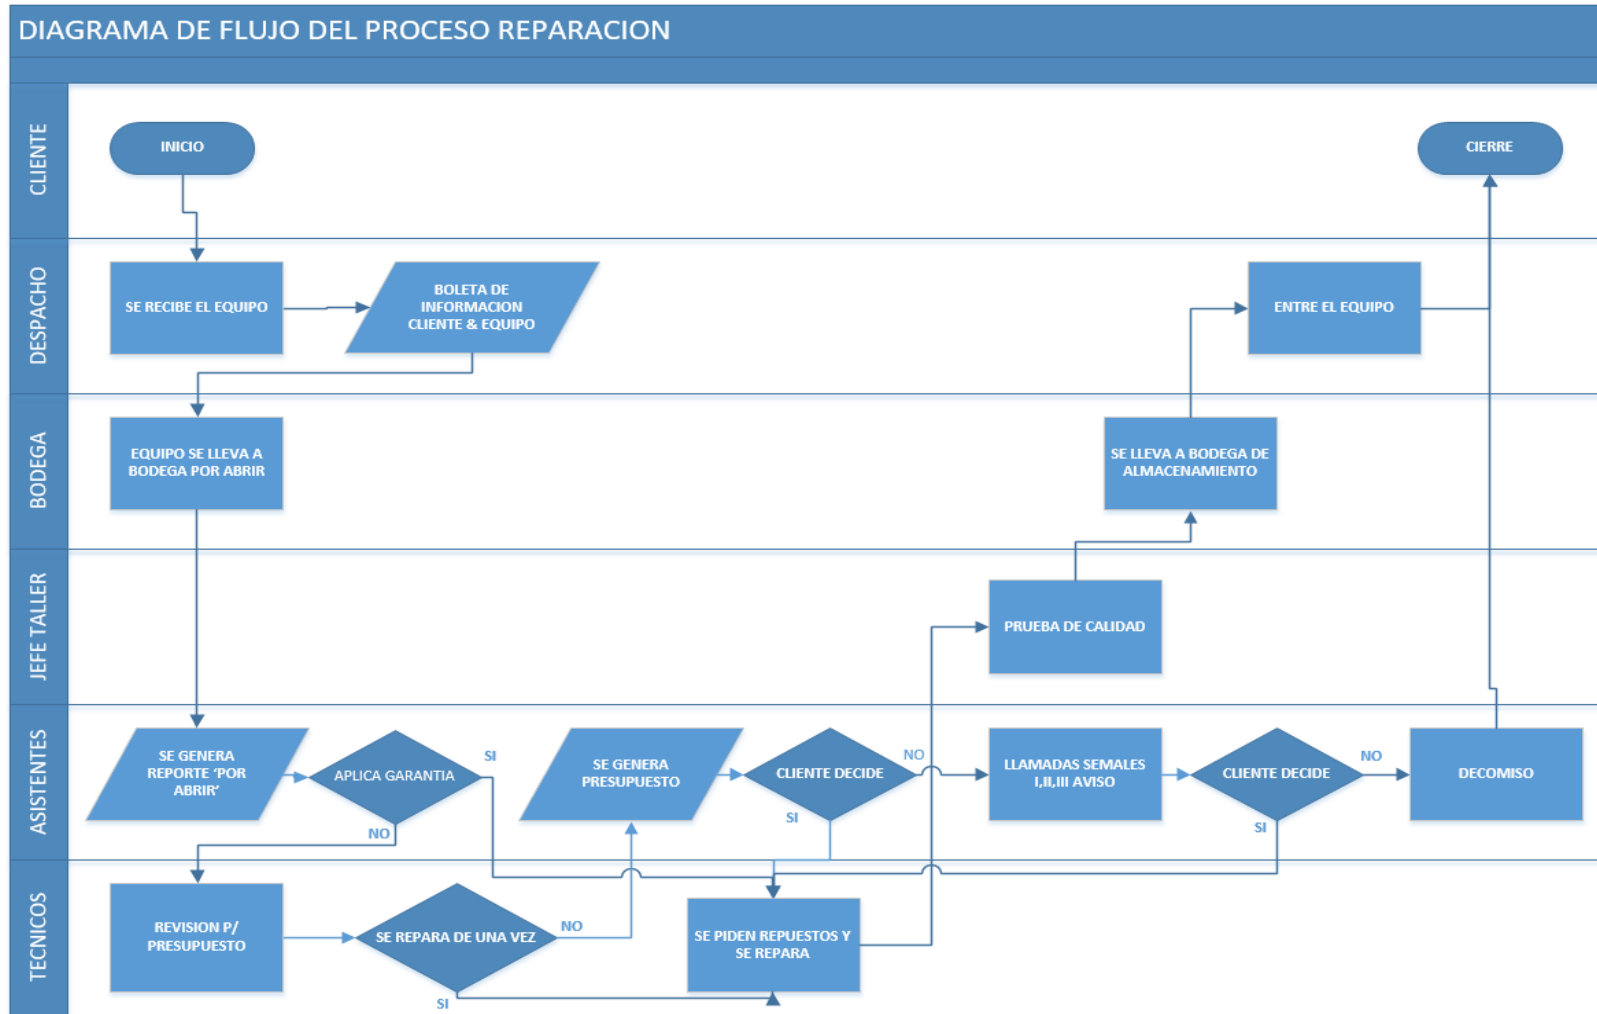 DIAGRAMA DE FLUJO DEL PROCESO REPARACION
CLIENTE
INICIO
CIERRE
DESPACHO
SE RECIBE EL EQUIPO
BOLETA DE
INFORMACION
CLIENTE & EQUIPO
ENTRE EL EQUIPO
BODEGA
EQUIPO SE LLEVA A
BODEGA POR ABRIR
SE LLEVA A BODEGA DE
ALMACENAMIENTO
JEFE TALLER
PRUEBA DE CALIDAD
ASISTENTES
SE GENERA
REPORTE ‘POR
ABRIR’
APLICA GARANTIA
SI
NO
SE GENERA
PRESUPUESTO
CLIENTE DECIDE
NO
SI
LLAMADAS SEMALES
I,II,III AVISO
CLIENTE DECIDE
NO
SI
DECOMISO
TECNICOS
REVISION P/
PRESUPUESTO
SE REPARA DE UNA VEZ
NO
SI
SE PIDEN REPUESTOS Y
SE REPARA